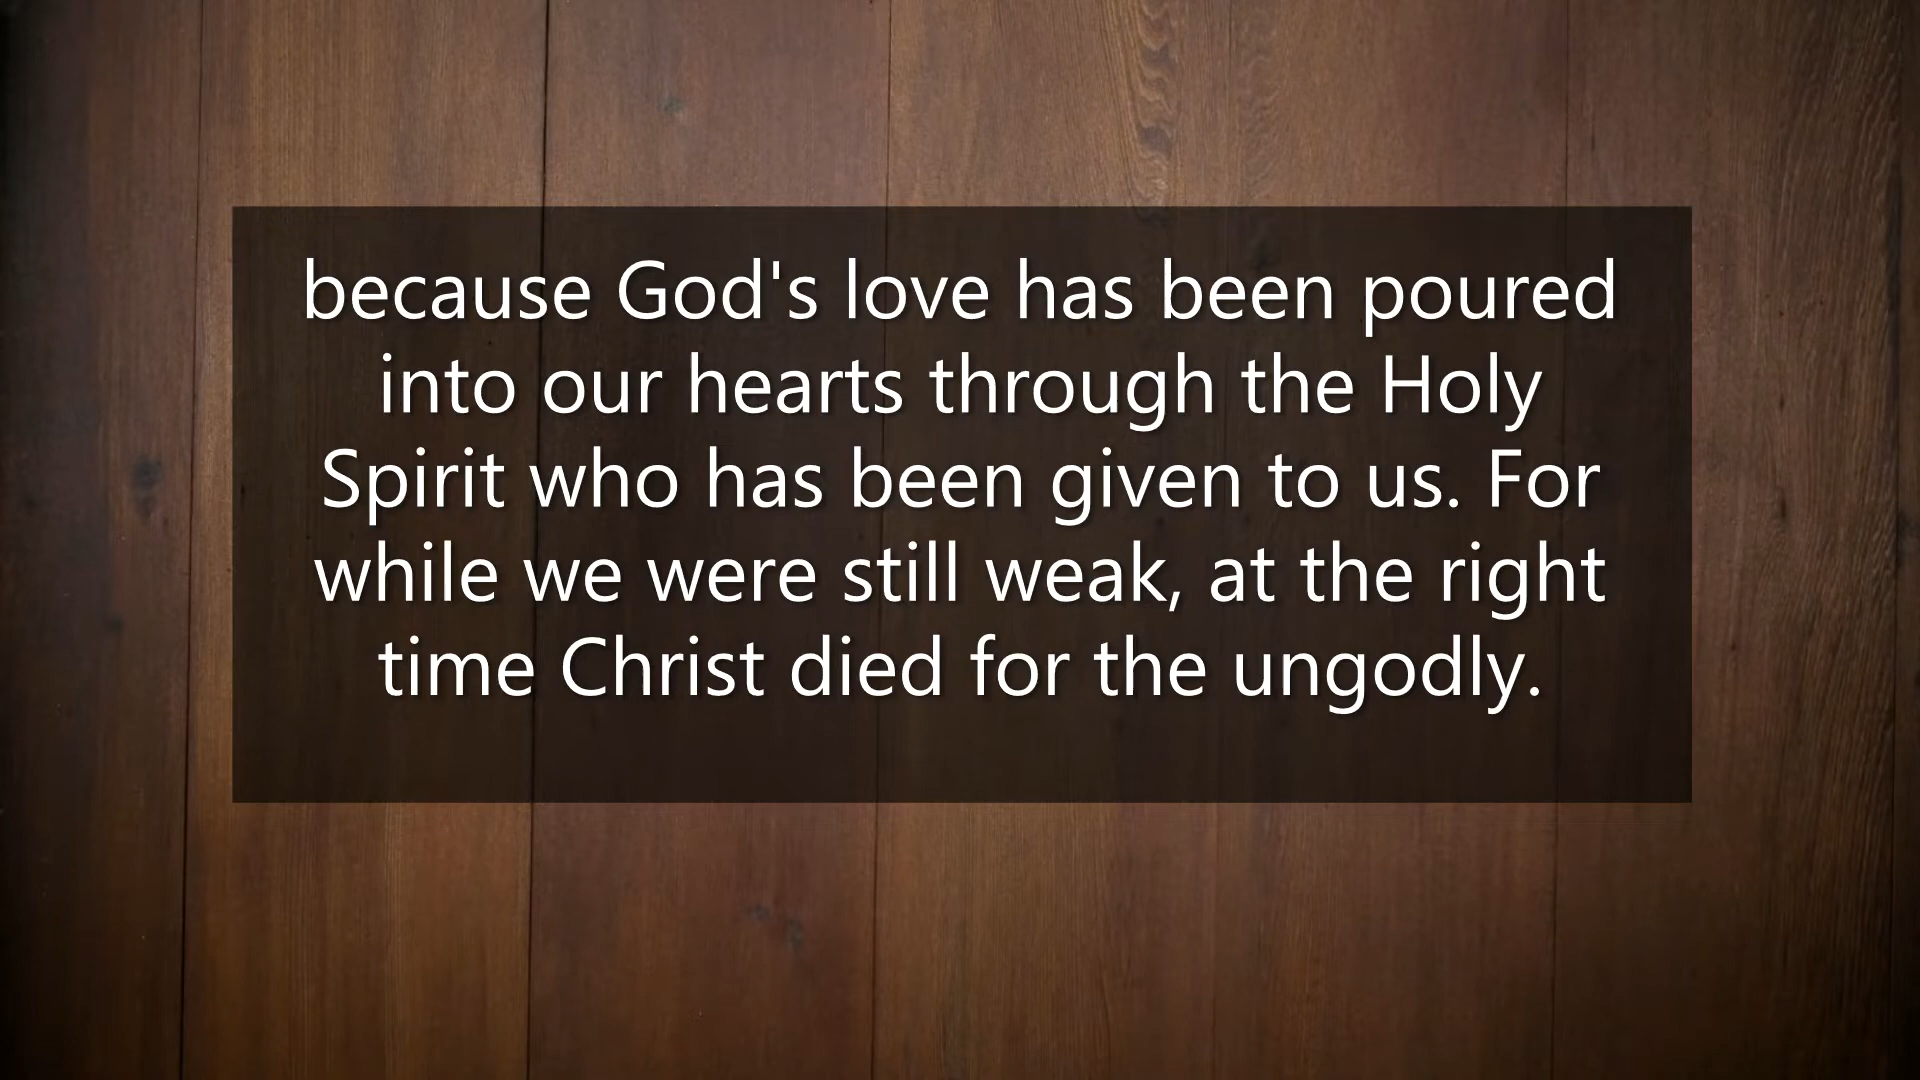 because God's love has been poured
into our hearts through the Holy
Spirit who has been given to us. For
while we were still weak, at the right
time Christ died for the ungodly.